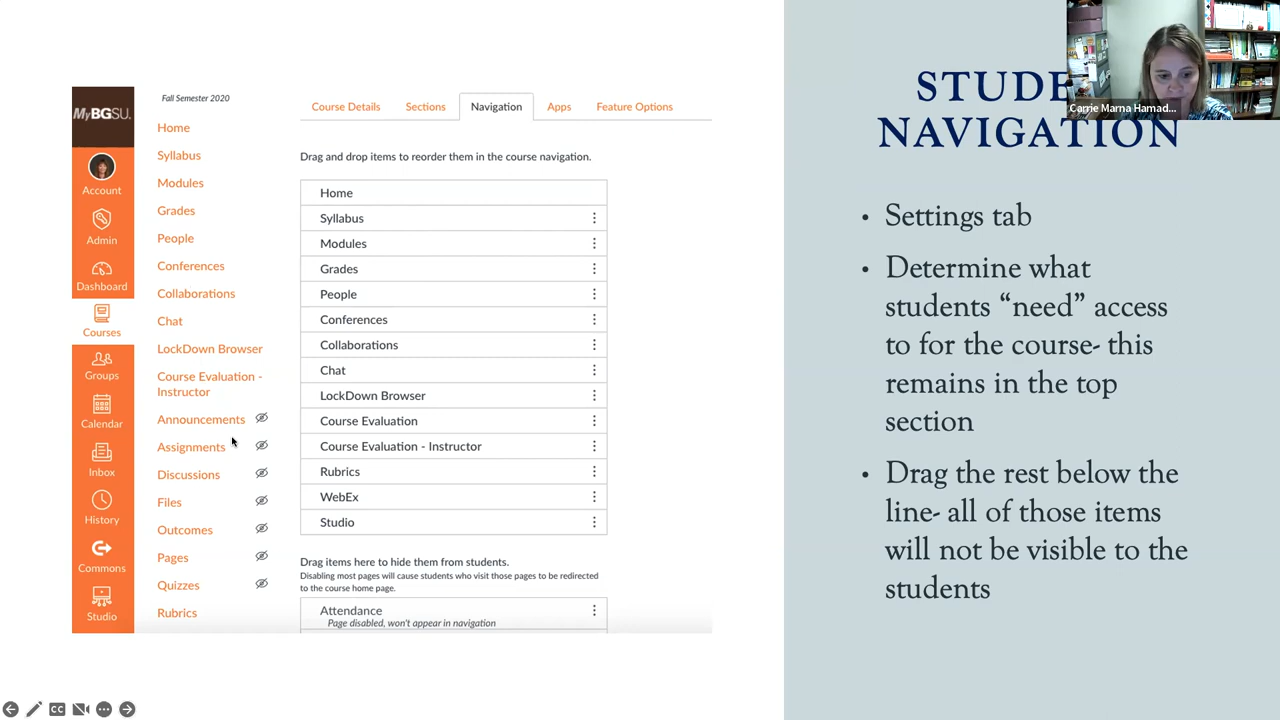 MyBGSU.
Account
Admin
Dashboard
Courses
Groups
Calendar
Inbox
History
Commons
Studio
Fall Semester 2020
Home
Syllabus
Modules
Grades
People
Conferences
Collaborations
Chat
LockDown Browser
Course Evaluation -
Instructor
Announcements
Assignments
Discussions
Files
Outcomes
Pages
Quizzes
Rubrics
Course Details
Sections
Navigation
Apps
Feature Options
Drag and drop items to reorder them in the course navigation.
Home
Syllabus
Modules
Grades
People
Conferences
Collaborations
Chat
LockDown Browser
Course Evaluation
Course Evaluation - Instructor
Rubrics
WebEx
Studio
Drag items here to hide them from students.
Disabling most pages will cause students who visit those pages to be redirected
to the course home page.
Attendance
Page disabled, won't appear in navigation
NAVIGATION
Carrie Marna Hamad...
• Settings tab
• Determine what
students “need” access
to for the course- this
remains in the top
section
• Drag the rest below the
line- all of those items
will not be visible to the
students
CC